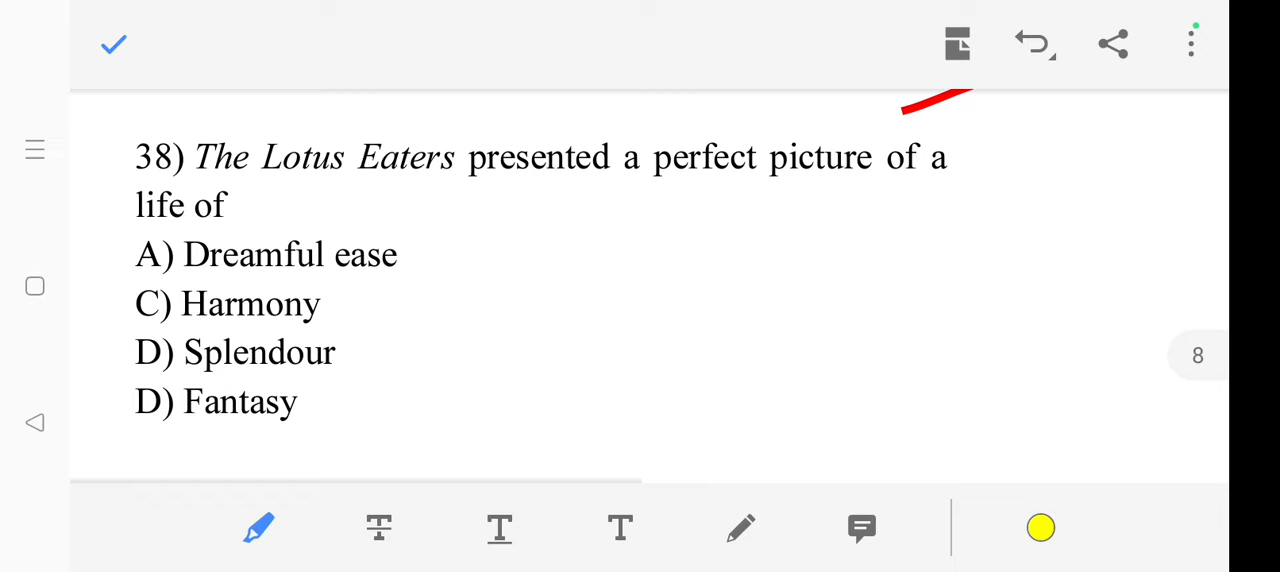 38) The Lotus Eaters presented a perfect picture of a
life of
A) Dreamful ease
C) Harmony
D) Splendour
D) Fantasy
8